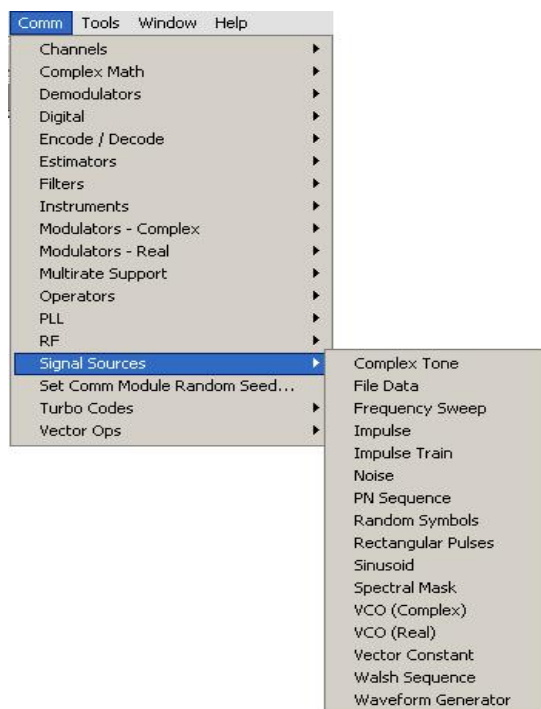 Comm Tools Window Help
Channels
Complex Math
Demodulators
Digital
Encode / Decode
Estimators
Filters
Instruments
Modulators - Complex
Modulators - Real
Multirate Support
Operators
PLL
RF
Signal Sources
Set Comm Module Random Seed...
Turbo Codes
Vector Ops
Complex Tone
File Data
Frequency Sweep
Impulse
Impulse Train
Noise
PN Sequence
Random Symbols
Rectangular Pulses
Sinusoid
Spectral Mask
VCO (Complex)
VCO (Real)
Vector Constant
Walsh Sequence
Waveform Generator